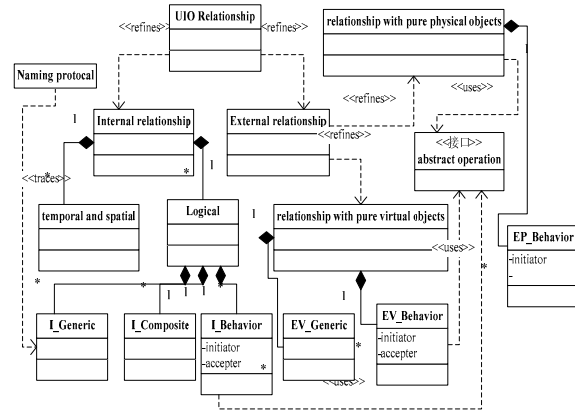 UIO Relationship
<<refines>>
<<refines>>
relationship with pure physical objects
1
Naming protocal
<<uses>>
<<refines>>
1
Internal relationship
External relationship
<<refines>>
<<接口>>
abstract operation
1
*
*
<<traces>>
temporal and spatial
Logical
1
relationship with pure virtual objects
<<uses>>
EP_Behavior
-initiator
-
*
*
1
1
1
*
1
I_Generic
I_Composite
I_Behavior
-initiator
-accepter
*
EV_Generic
*
EV_Behavior
-initiator
-accepter
<<uses>>